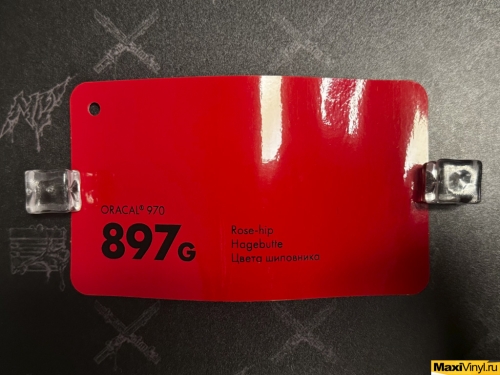 ORACAL® 970
897G
Rose-hip
Hagebutte
Цвета шиповника
MaxiVinyl.ru